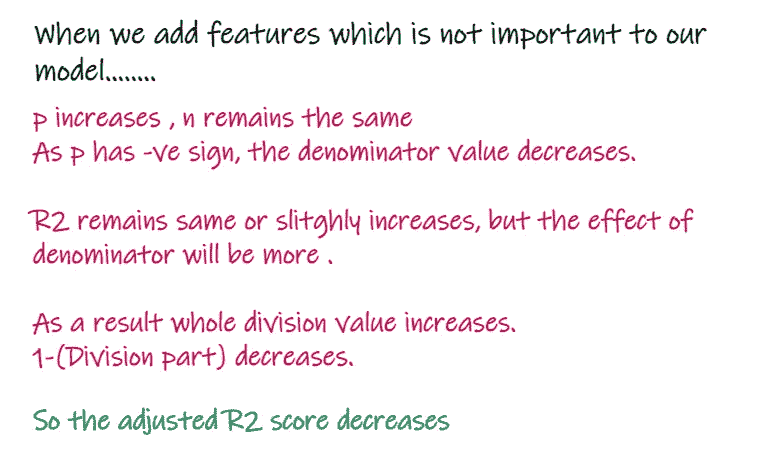 When we add features which is not important to our
model........
p increases , n remains the same
As p has -ve sign, the denominator value decreases.
R2 remains same or slitghly increases, but the effect of
denominator will be more .
As a result whole division value increases.
1-(Division part) decreases.
So the adjusted R2 score decreases